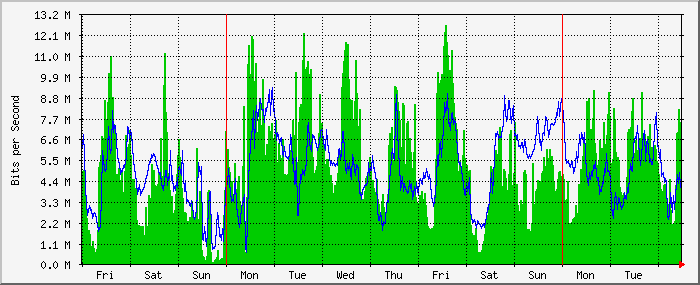 Bits per Second
13.2 M
12.1 M
11.0 M
9.9 M
8.8 M
7.7 M
6.6 M
5.5 M
4.4 M
3.3 M
2.2 M
1.1 M
0.0 M
Fri Sat Sun Mon Tue Wed Thu Fri Sat Sun Mon Tue